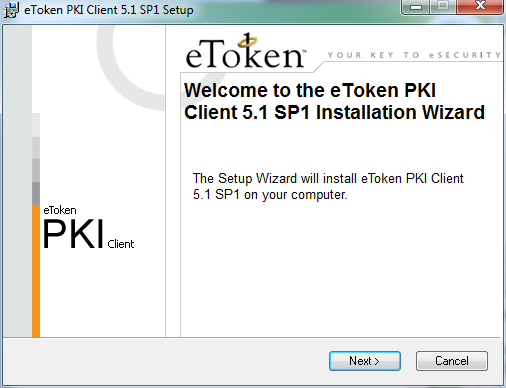 eToken PKI Client 5.1 SP1 Setup
eToken™
YOUR KEY TO eSECURITY
Welcome to the eToken PKI
Client 5.1 SP1 Installation Wizard
The Setup Wizard will install eToken PKI Client
5.1 SP1 on your computer.
eToken
PKI Client
Next >
Cancel